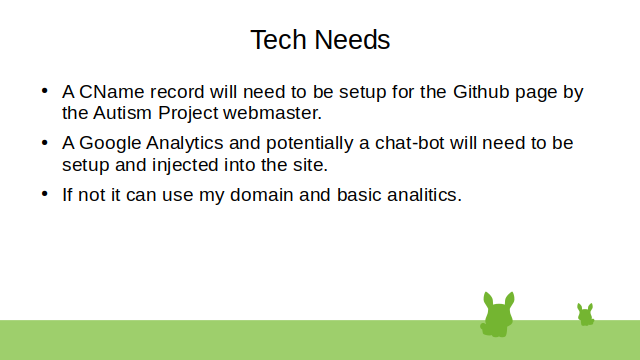 Tech Needs
• A CName record will need to be setup for the Github page by
the Autism Project webmaster.
• A Google Analytics and potentially a chat-bot will need to be
setup and injected into the site.
• If not it can use my domain and basic analitics.